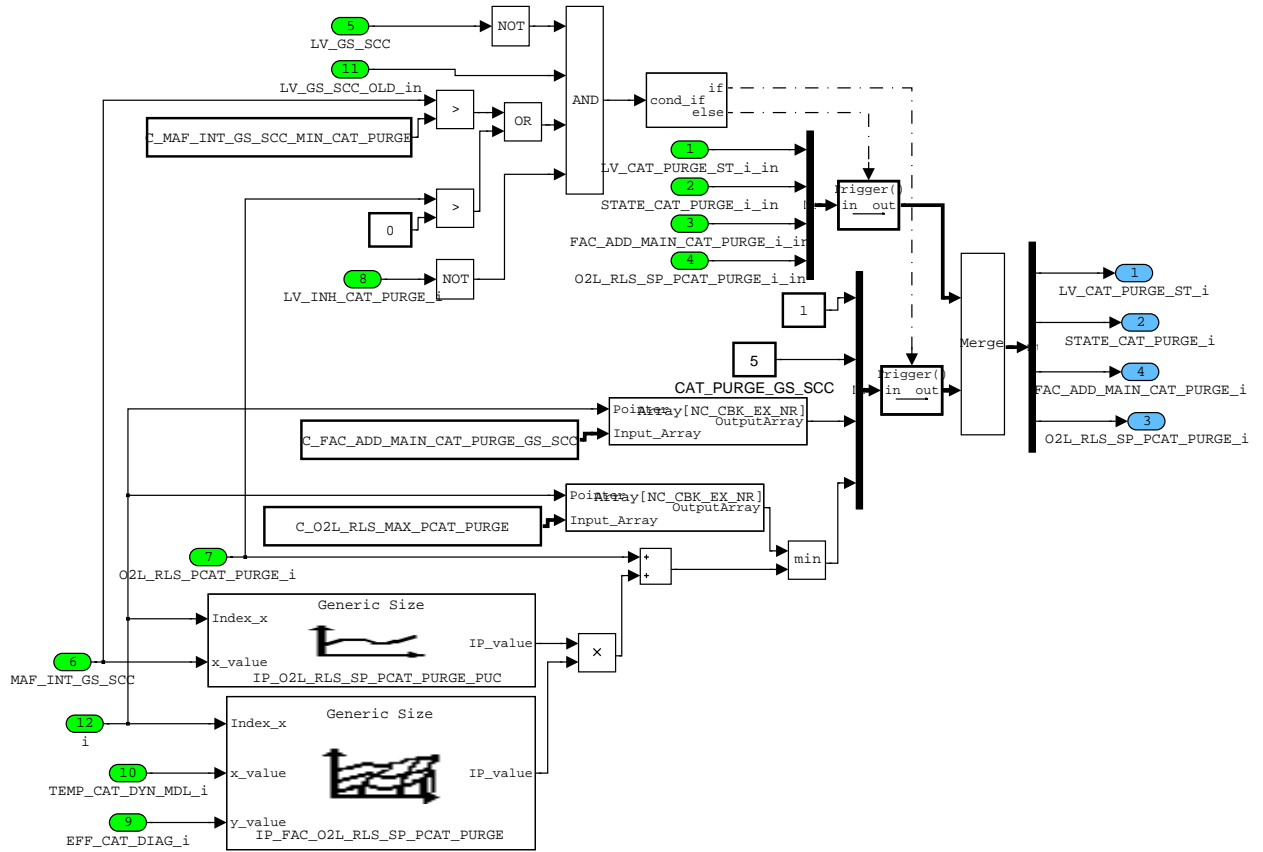 5
NOT
LV_GS_SCC
11
LV_GS_SCC_OLD_in
AND
if
cond_if
else
>
OR
C_MAF_INT_GS_SCC_MIN_CAT_PURGE
1
LV_CAT_PURGE_ST_i_in
2
STATE_CAT_PURGE_i_in
Trigger()
in out
>
0
3
FAC_ADD_MAIN_CAT_PURGE_i_in
4
O2L_RLS_SP_PCAT_PURGE_i_in
8
NOT
LV_INH_CAT_PURGE_i
1
LV_CAT_PURGE_ST_i
1
2
STATE_CAT_PURGE_i
Merge
5
CAT_PURGE_GS_SCC
Trigger()
in out
4
FAC_ADD_MAIN_CAT_PURGE_i
3
O2L_RLS_SP_PCAT_PURGE_i
Pointer
Array[NC_CBK_EX_NR]
OutputArray
Input_Array
C_FAC_ADD_MAIN_CAT_PURGE_GS_SCC
Pointer
Array[NC_CBK_EX_NR]
OutputArray
Input_Array
C_O2L_RLS_MAX_PCAT_PURGE
7
O2L_RLS_PCAT_PURGE_i
+
+
min
Generic Size
Index_x
IP_value
x_value
IP_O2L_RLS_SP_PCAT_PURGE_PUC
×
6
MAF_INT_GS_SCC
12
i
Generic Size
Index_x
x_value
IP_value
y_value
IP_FAC_O2L_RLS_SP_PCAT_PURGE
10
TEMP_CAT_DYN_MDL_i
9
EFF_CAT_DIAG_i